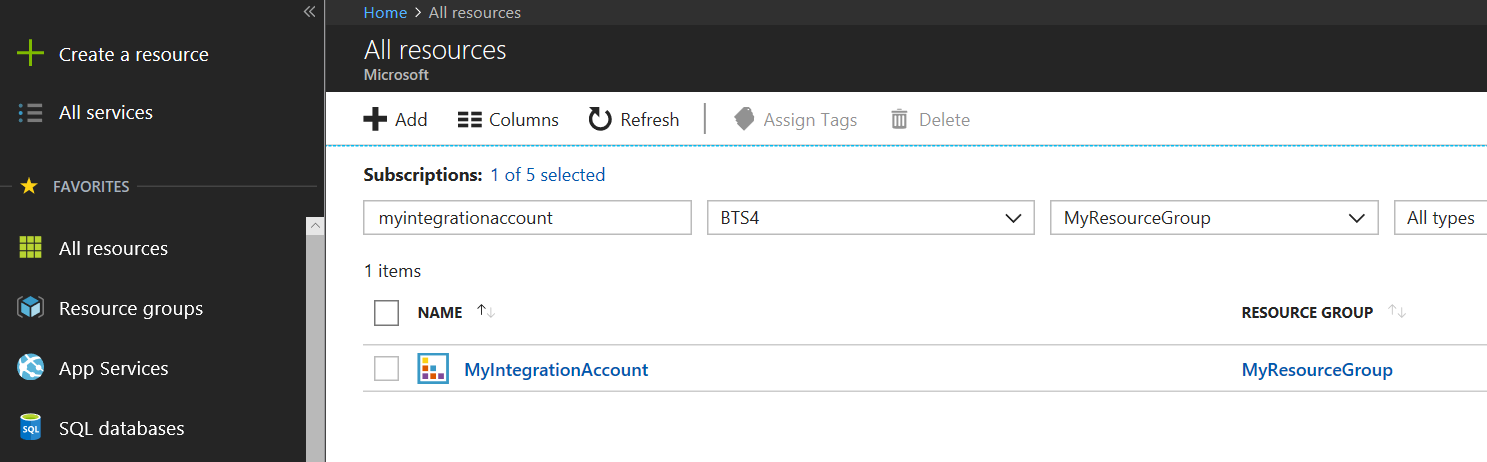 Create a resource
All services
FAVORITES
All resources
Resource groups
App Services
SQL
SQL databases
Home > All resources
All resources
Microsoft
Add Columns Refresh Assign Tags Delete
Subscriptions: 1 of 5 selected
myintegrationaccount BTS4 MyResourceGroup All types
1 items
NAME RESOURCE GROUP
MyIntegrationAccount MyResourceGroup